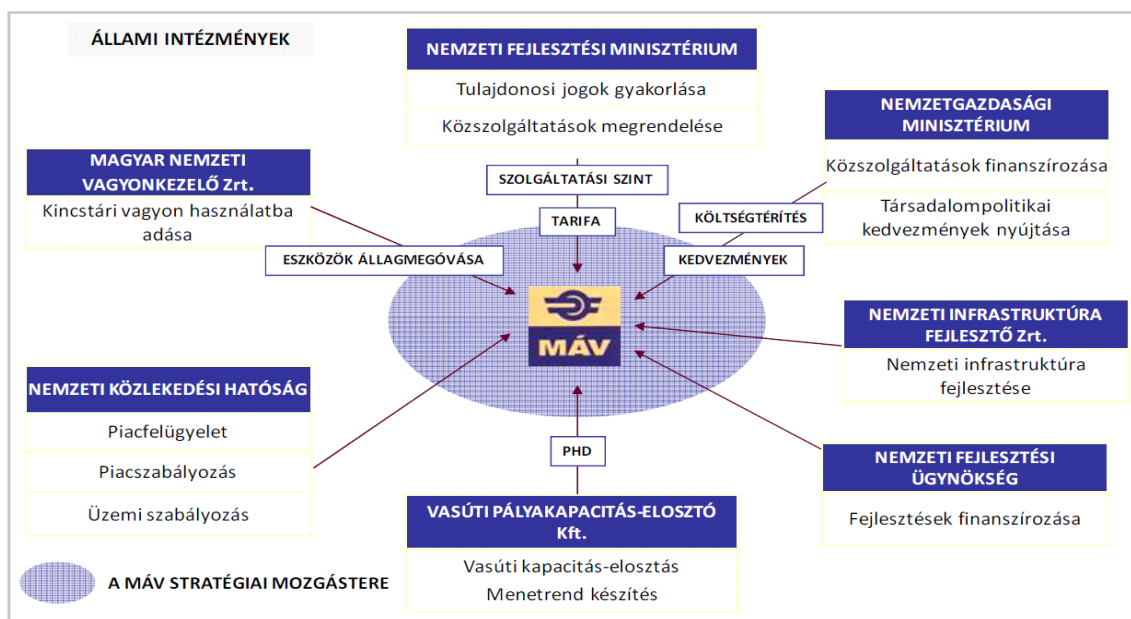 ÁLLAMI INTÉZMÉNYEK
NEMZETI FEJLESZTÉSI MINISZTÉRIUM
Tulajdonosi jogok gyakorlása
Közszolgáltatások megrendelése
NEMZETGAZDASÁGI
MINISZTÉRIUM
Közszolgáltatások finanszírozása
Társadalompolitikai
kedvezmények nyújtása
MAGYAR NEMZETI
VAGYONKEZELŐ Zrt.
Kincstári vagyon használatba
adása
SZOLGÁLTATÁSI SZINT
TARIFA
KÖLTSÉGTÉRÍTÉS
ESZKÖZÖK ÁLLAGMEGÓVÁSA
KEDVEZMÉNYEK
MÁV
NEMZETI INFRASTRUKTÚRA
FEJLESZTŐ Zrt.
Nemzeti infrastruktúra
fejlesztése
NEMZETI KÖZLEKEDÉSI HATÓSÁG
Piacfelügyelet
Piacszabályozás
Üzemi szabályozás
PHD
NEMZETI FEJLESZTÉSI
ÜGYNÖKSÉG
Fejlesztések finanszírozása
VASÚTI PÁLYAKAPACITÁS-ELOSZTÓ
Kft.
Vasúti kapacitás-elosztás
Menetrend készítés
A MÁV STRATÉGIAI MOZGÁSTERE